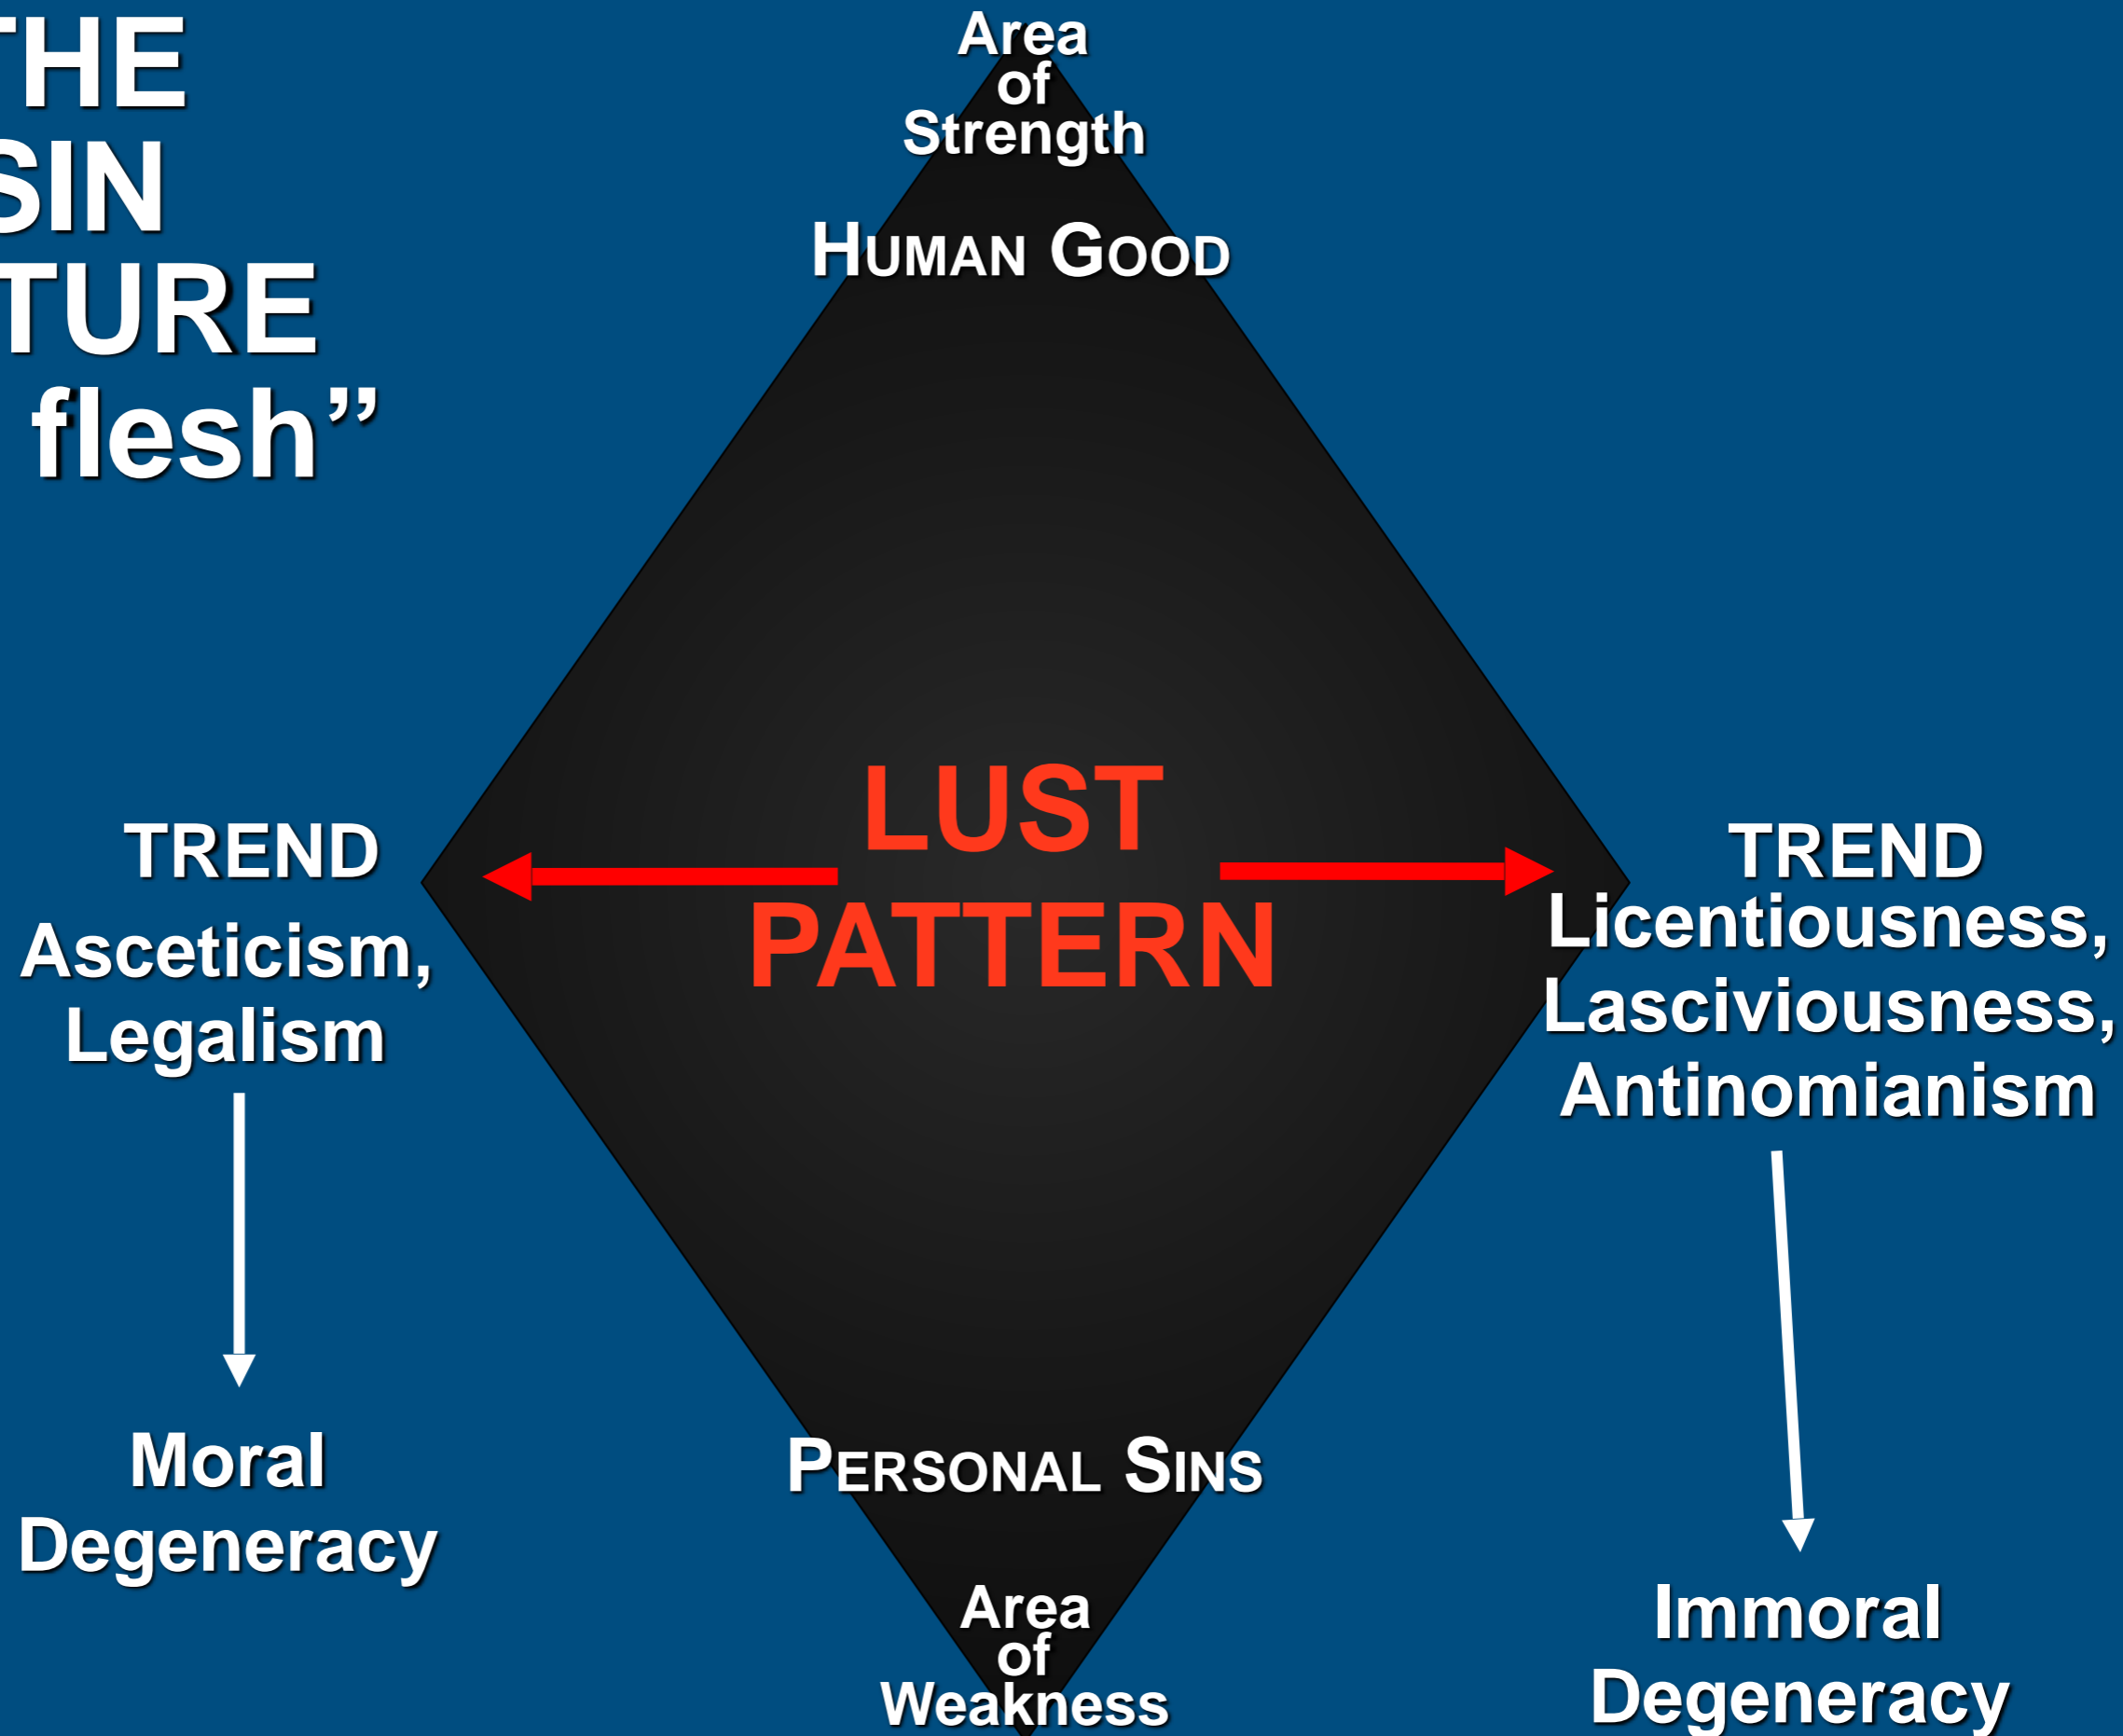 THE
SIN
TURE
flesh”
Area
of
Strength
HUMAN GOOD
LUST
PATTERN
TREND
Asceticism,
Legalism
Moral
Degeneracy
TREND
Licentiousness,
Lasciviousness,
Antinomianism
Immoral
Degeneracy
PERSONAL SINS
Area
of
Weakness